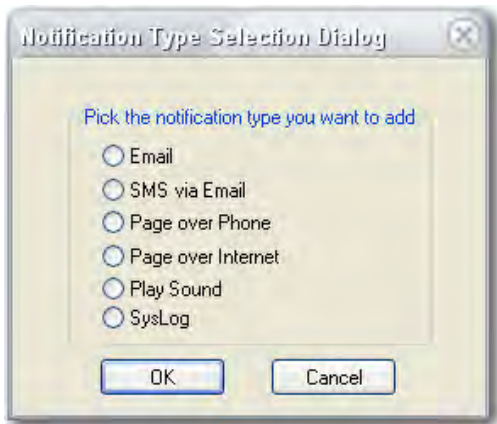 Notification Type Selection Dialog
Pick the notification type you want to add
Email
SMS via Email
Page over Phone
Page over Internet
Play Sound
SysLog
OK
Cancel